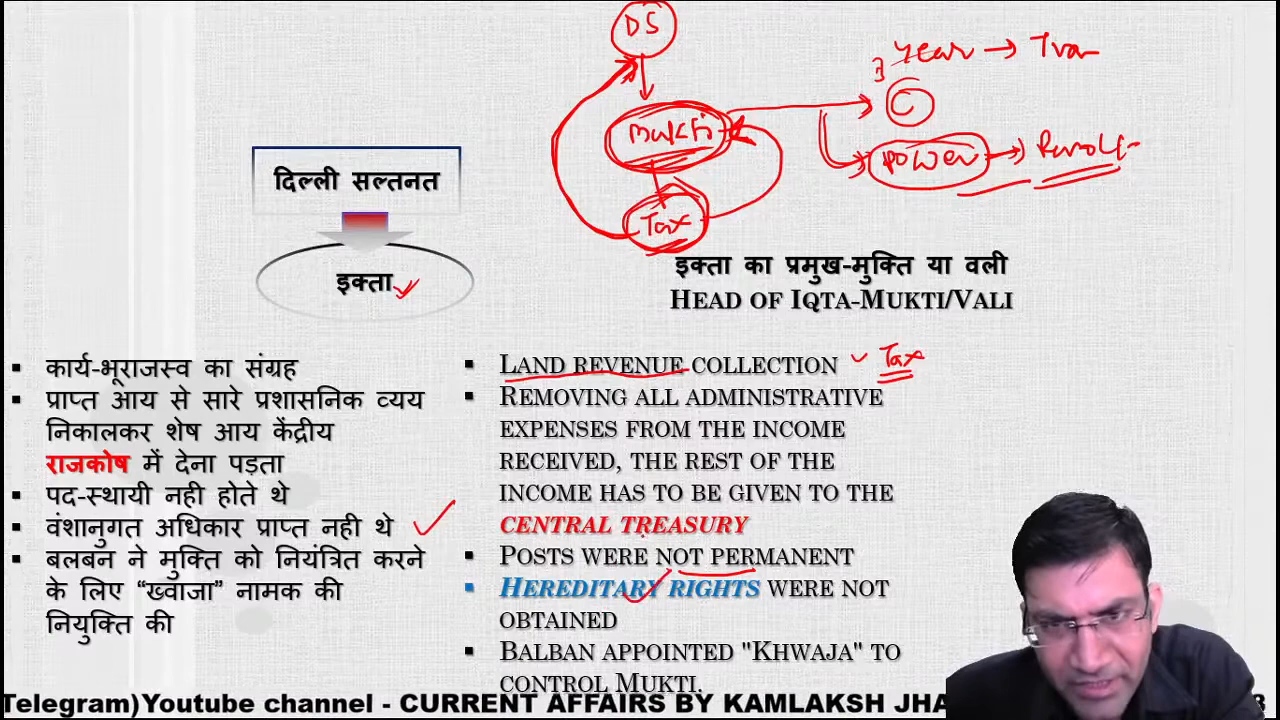 DS
3 Year → Tran
Mukti
C
Power → Revolt
Tax
दिल्ली सल्तनत
इक्ता
इक्ता का प्रमुख-मुक्ति या वली
HEAD OF IQTA-MUKTI/VALI
▪ कार्य-भूराजस्व का संग्रह
▪ प्राप्त आय से सारे प्रशासनिक व्यय
निकालकर शेष आय केंद्रीय
राजकोष में देना पड़ता
▪ पद-स्थायी नही होते थे
▪ वंशानुगत अधिकार प्राप्त नही थे
▪ बलबन ने मुक्ति को नियंत्रित करने
के लिए “ख्वाजा” नामक की
नियुक्ति की
▪ LAND REVENUE COLLECTION Tax
▪ REMOVING ALL ADMINISTRATIVE
EXPENSES FROM THE INCOME
RECEIVED, THE REST OF THE
INCOME HAS TO BE GIVEN TO THE
CENTRAL TREASURY
▪ POSTS WERE NOT PERMANENT
▪ HEREDITARY RIGHTS WERE NOT
OBTAINED
▪ BALBAN APPOINTED "KHWAJA" TO
CONTROL MUKTI.
Telegram)Youtube channel - CURRENT AFFAIRS BY KAMLAKSH JHA